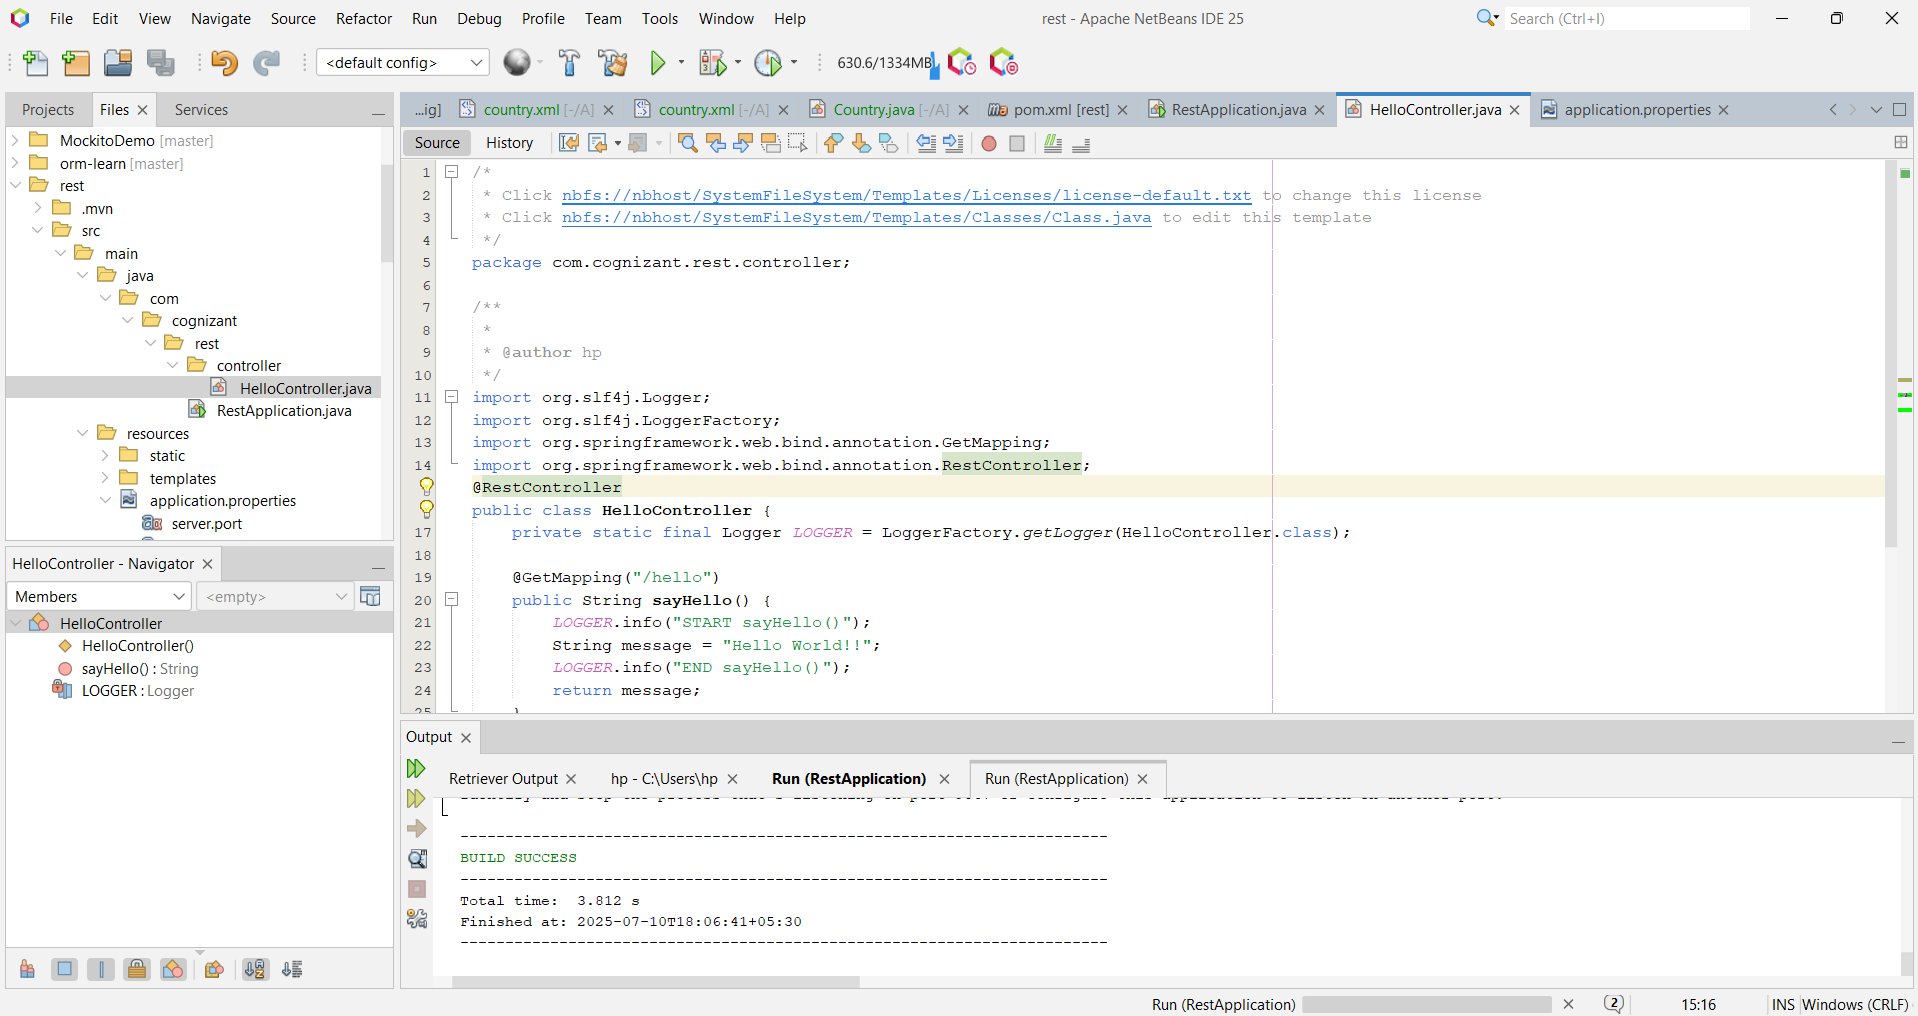 File Edit View Navigate Source Refactor Run Debug Profile Team Tools Window Help
rest - Apache NetBeans IDE 25
Search (Ctrl+I)
<default config>
630.6/1334MB
Projects Files Services
MockitoDemo [master]
orm-learn [master]
rest
.mvn
src
main
java
com
cognizant
rest
controller
HelloController.java
RestApplication.java
resources
static
templates
application.properties
server.port
HelloController - Navigator
Members <empty>
HelloController
HelloController()
sayHello() : String
LOGGER : Logger
...ig] country.xml [-/A] country.xml [-/A] Country.java [-/A] pom.xml [rest] RestApplication.java HelloController.java application.properties
Source History
1 /*
2 * Click nbfs://nbhost/SystemFileSystem/Templates/Licenses/license-default.txt to change this license
3 * Click nbfs://nbhost/SystemFileSystem/Templates/Classes/Class.java to edit this template
4 */
5 package com.cognizant.rest.controller;
6
7 /**
8 *
9 * @author hp
10 */
11 import org.slf4j.Logger;
12 import org.slf4j.LoggerFactory;
13 import org.springframework.web.bind.annotation.GetMapping;
14 import org.springframework.web.bind.annotation.RestController;
@RestController
public class HelloController {
17 private static final Logger LOGGER = LoggerFactory.getLogger(HelloController.class);
18
19 @GetMapping("/hello")
20 public String sayHello() {
21 LOGGER.info("START sayHello()");
22 String message = "Hello World!!";
23 LOGGER.info("END sayHello()");
24 return message;
25 }
Output
Retriever Output hp - C:\Users\hp Run (RestApplication) Run (RestApplication)
------------------------------------------------------------------------
BUILD SUCCESS
------------------------------------------------------------------------
Total time: 3.812 s
Finished at: 2025-07-10T18:06:41+05:30
------------------------------------------------------------------------
Run (RestApplication) 2 15:16 INS Windows (CRLF)